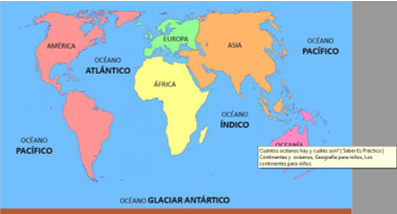 AMÉRICA
EUROPA
ASIA
OCÉANO
PACÍFICO
OCÉANO
ATLÁNTICO
ÁFRICA
OCÉANO
ÍNDICO
OCÉANO
PACÍFICO
OCEANÍA
Cuántos océanos hay y cuáles son? | Saber Es Práctico |
Continentes y océanos, Geografía para niños, Los
continentes para niños
OCÉANO GLACIAR ANTÁRTICO